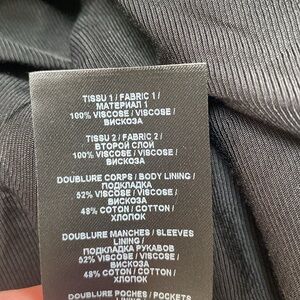 TISSU 1 / FABRIC 1 /
МАТЕРИАЛ 1
100% VISCOSE / VISCOSE /
ВИСКОЗА
TISSU 2 / FABRIC 2 /
ВТОРОЙ СЛОЙ
100% VISCOSE / VISCOSE /
ВИСКОЗА
DOUBLURE CORPS / BODY LINING /
ПОДКЛАДКА
52% VISCOSE / VISCOSE /
ВИСКОЗА
48% COTON / COTTON /
ХЛОПОК
DOUBLURE MANCHES / SLEEVES
LINING /
ПОДКЛАДКА РУКАВОВ
52% VISCOSE / VISCOSE /
ВИСКОЗА
48% COTON / COTTON /
ХЛОПОК
DOUBLURE POCHES / POCKETS